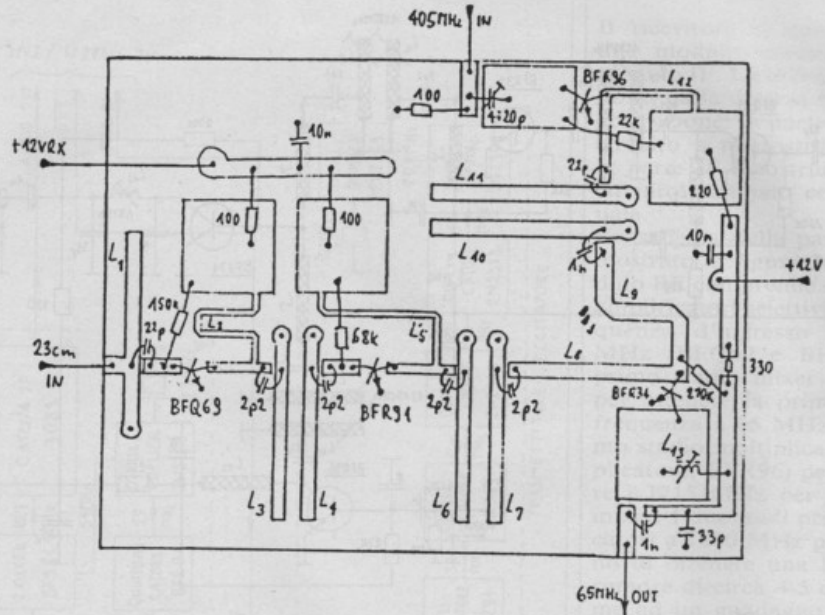 405MHz IN
100
4÷20p
BFR96
L12
22k
10n
+12VRX
L11
220
100
100
L10
1n
10n
+12V
L1
L9
150k
22p
L2
68k
L5
L8
330
23cm
IN
BFQ69
2p2
2p2
BFR91
2p2
2p2
BFR34
L13
L3
L4
L6
L7
1n
33p
65MHz OUT